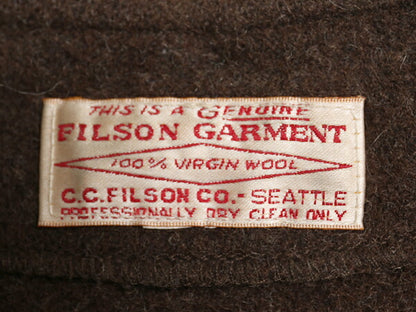 THIS IS A GENUINE
FILSON GARMENT
100% VIRGIN WOOL
C.C. FILSON CO.- SEATTLE
PROFESSIONALLY DRY CLEAN ONLY